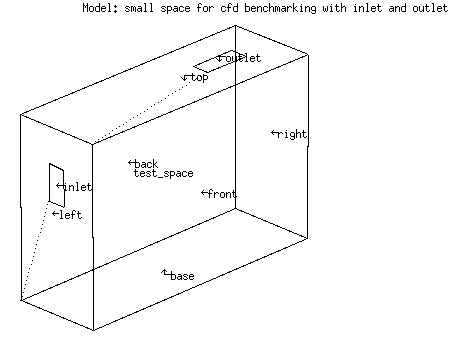 Model: small space for cfd benchmarking with inlet and outlet
outlet
top
right
back
test_space
inlet
front
left
base